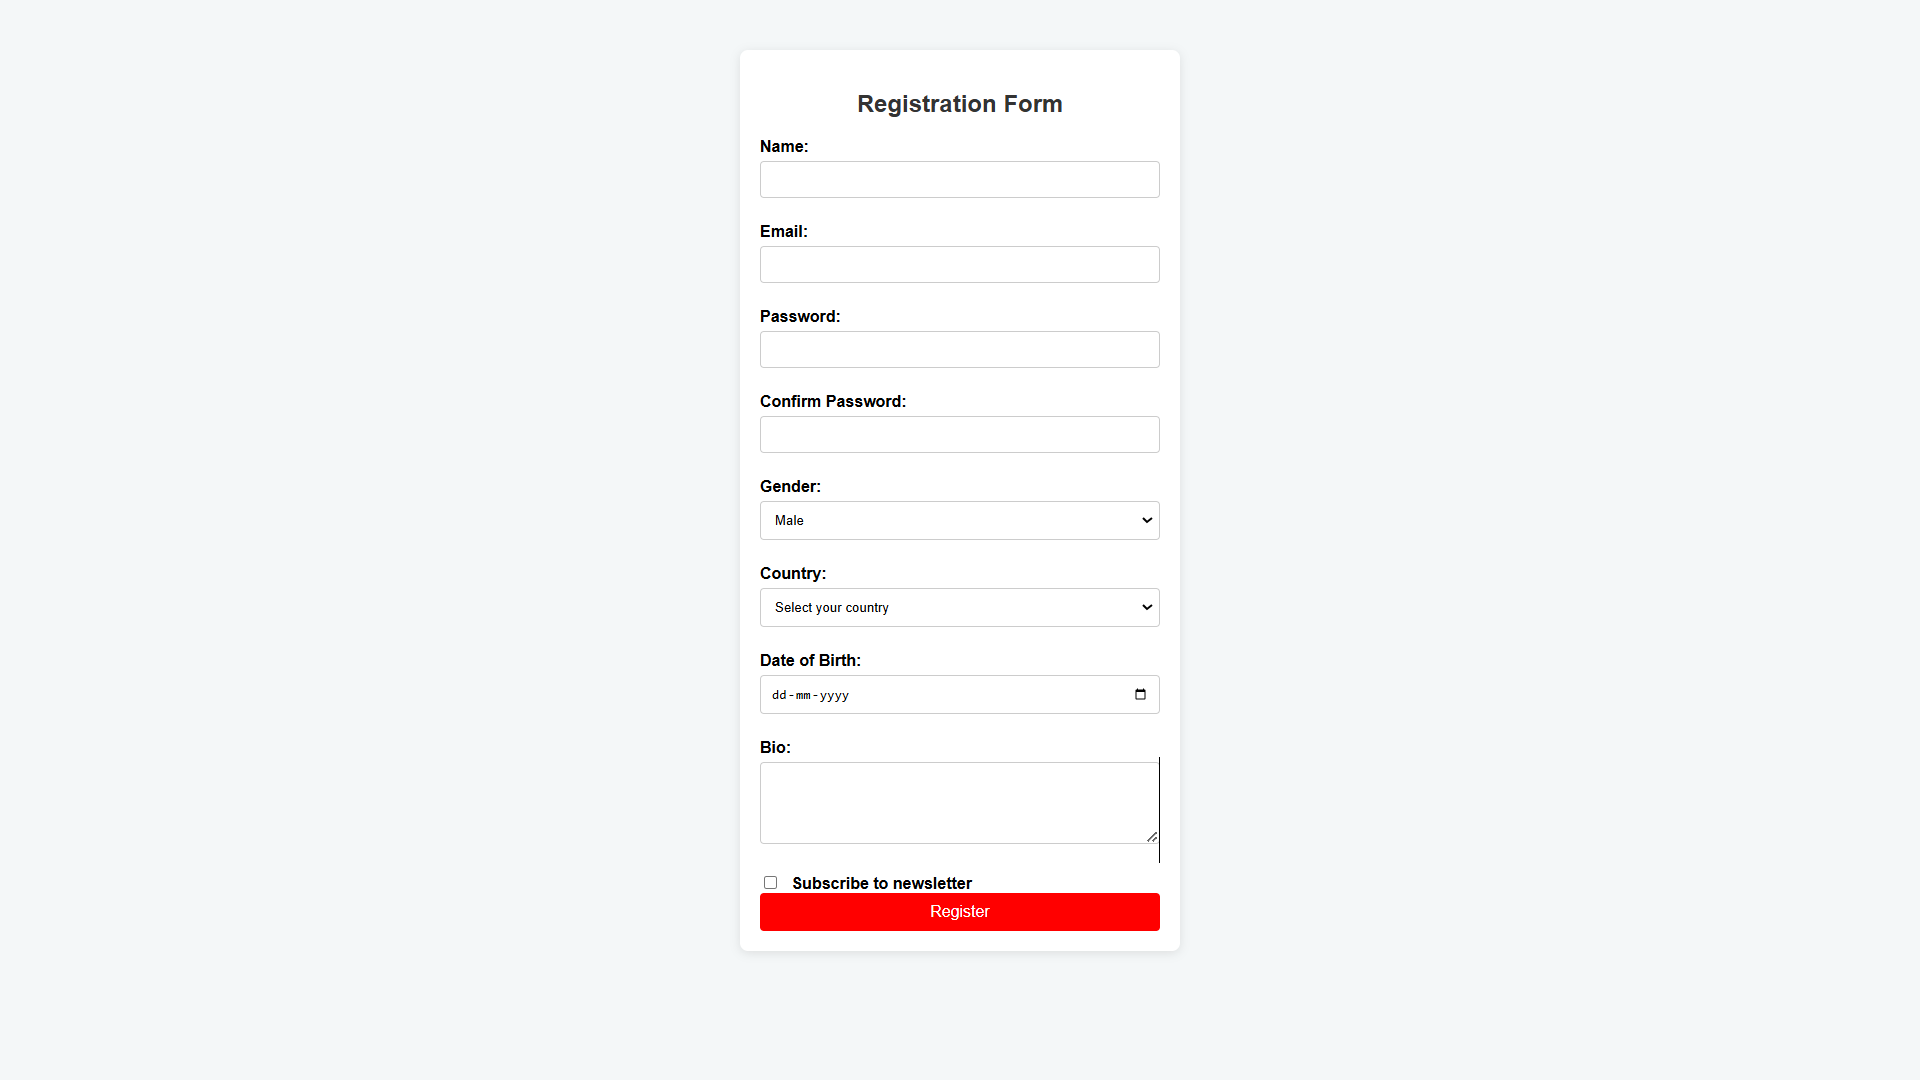 Registration Form
Name:
Email:
Password:
Confirm Password:
Gender:
Male
Country:
Select your country
Date of Birth:
dd-mm-yyyy
Bio:
Subscribe to newsletter
Register